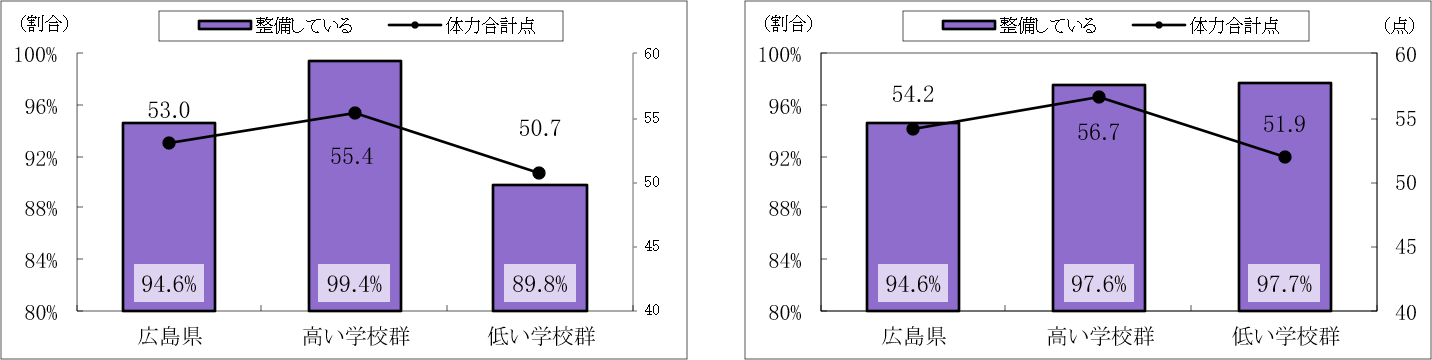 (割合)
整備している 体力合計点
100% 60
96% 55
92% 50
88% 45
84% 40
80%
53.0
55.4
50.7
94.6% 99.4% 89.8%
広島県 高い学校群 低い学校群
(割合) (点)
整備している 体力合計点
100% 60
96% 55
92% 50
88% 45
84% 40
80%
54.2
56.7
51.9
94.6% 97.6% 97.7%
広島県 高い学校群 低い学校群